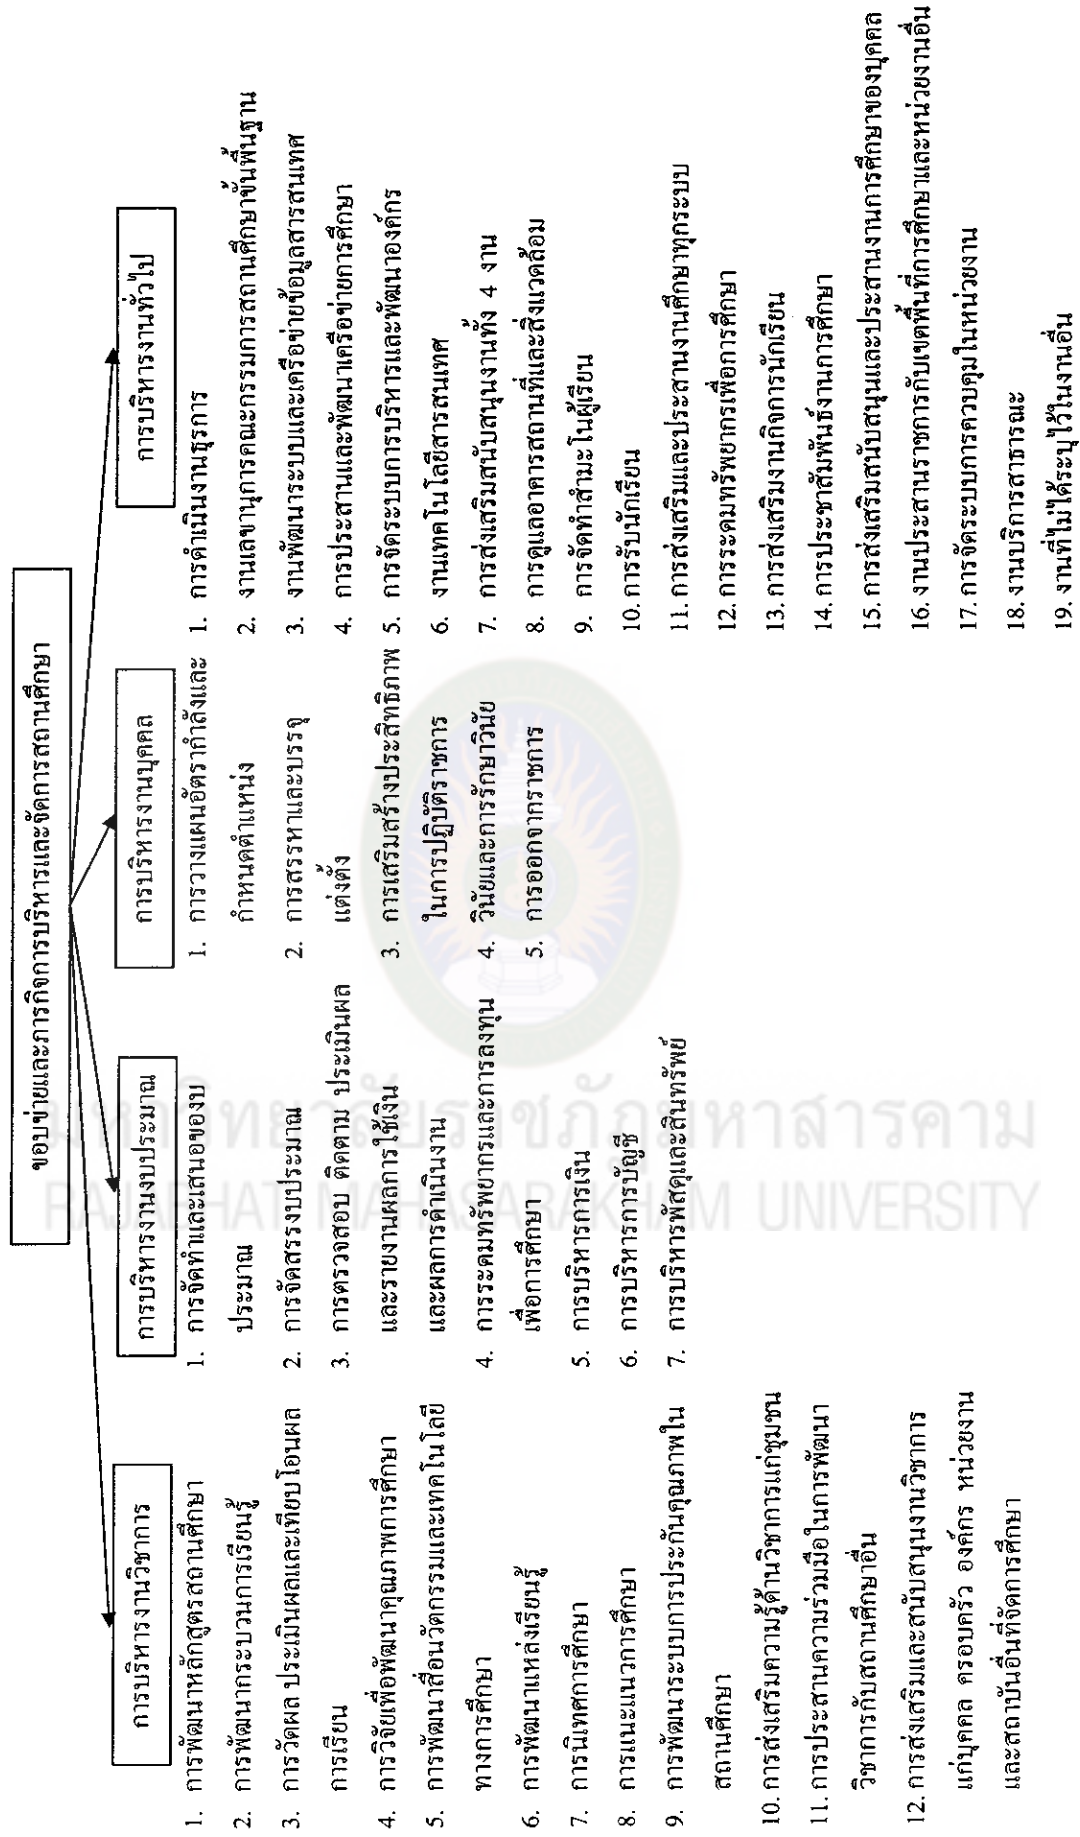 ขอบข่ายและภารกิจการบริหารและจัดการสถานศึกษา
การบริหารงานวิชาการ
1. การพัฒนาหลักสูตรสถานศึกษา
2. การพัฒนากระบวนการเรียนรู้
3. การวัดผล ประเมินผลและเทียบโอนผล
การเรียน
4. การวิจัยเพื่อพัฒนาคุณภาพการศึกษา
5. การพัฒนาสื่อนวัตกรรมและเทคโนโลยี
ทางการศึกษา
6. การพัฒนาแหล่งเรียนรู้
7. การนิเทศการศึกษา
8. การแนะแนวการศึกษา
9. การพัฒนาระบบการประกันคุณภาพใน
สถานศึกษา
10. การส่งเสริมความรู้ด้านวิชาการแก่ชุมชน
11. การประสานความร่วมมือในการพัฒนา
วิชาการกับสถานศึกษาอื่น
12. การส่งเสริมและสนับสนุนงานวิชาการ
แก่บุคคล ครอบครัว องค์กร หน่วยงาน
และสถาบันอื่นที่จัดการศึกษา
การบริหารงานงบประมาณ
1. การจัดทำและเสนอของบ
ประมาณ
2. การจัดสรรงบประมาณ
3. การตรวจสอบ ติดตาม ประเมินผล
และรายงานผลการใช้เงิน
และผลการดำเนินงาน
4. การระดมทรัพยากรและการลงทุน
เพื่อการศึกษา
5. การบริหารการเงิน
6. การบริหารการบัญชี
7. การบริหารพัสดุและสินทรัพย์
การบริหารงานบุคคล
1. การวางแผนอัตรากำลังและ
กำหนดตำแหน่ง
2. การสรรหาและบรรจุ
แต่งตั้ง
3. การเสริมสร้างประสิทธิภาพ
ในการปฏิบัติราชการ
4. วินัยและการรักษาวินัย
5. การออกจากราชการ
การบริหารงานทั่วไป
1. การดำเนินงานธุรการ
2. งานเลขานุการคณะกรรมการสถานศึกษาขั้นพื้นฐาน
3. งานพัฒนาระบบและเครือข่ายข้อมูลสารสนเทศ
4. การประสานและพัฒนาเครือข่ายการศึกษา
5. การจัดระบบการบริหารและพัฒนาองค์กร
6. งานเทคโนโลยีสารสนเทศ
7. การส่งเสริมสนับสนุนงานทั้ง 4 งาน
8. การดูแลอาคารสถานที่และสิ่งแวดล้อม
9. การจัดทำสำมะโนผู้เรียน
10. การรับนักเรียน
11. การส่งเสริมและประสานงานศึกษาทุกระบบ
12. การระดมทรัพยากรเพื่อการศึกษา
13. การส่งเสริมงานกิจการนักเรียน
14. การประชาสัมพันธ์งานการศึกษา
15. การส่งเสริมสนับสนุนและประสานงานการศึกษาของบุคคล
16. งานประสานราชการกับเขตพื้นที่การศึกษาและหน่วยงานอื่น
17. การจัดระบบการควบคุมในหน่วยงาน
18. งานบริการสาธารณะ
19. งานที่ไม่ได้ระบุไว้ในงานอื่น
มหาวิทยาลัยราชภัฏมหาสารคาม
RAJABHAT MAHASARAKHAM UNIVERSITY